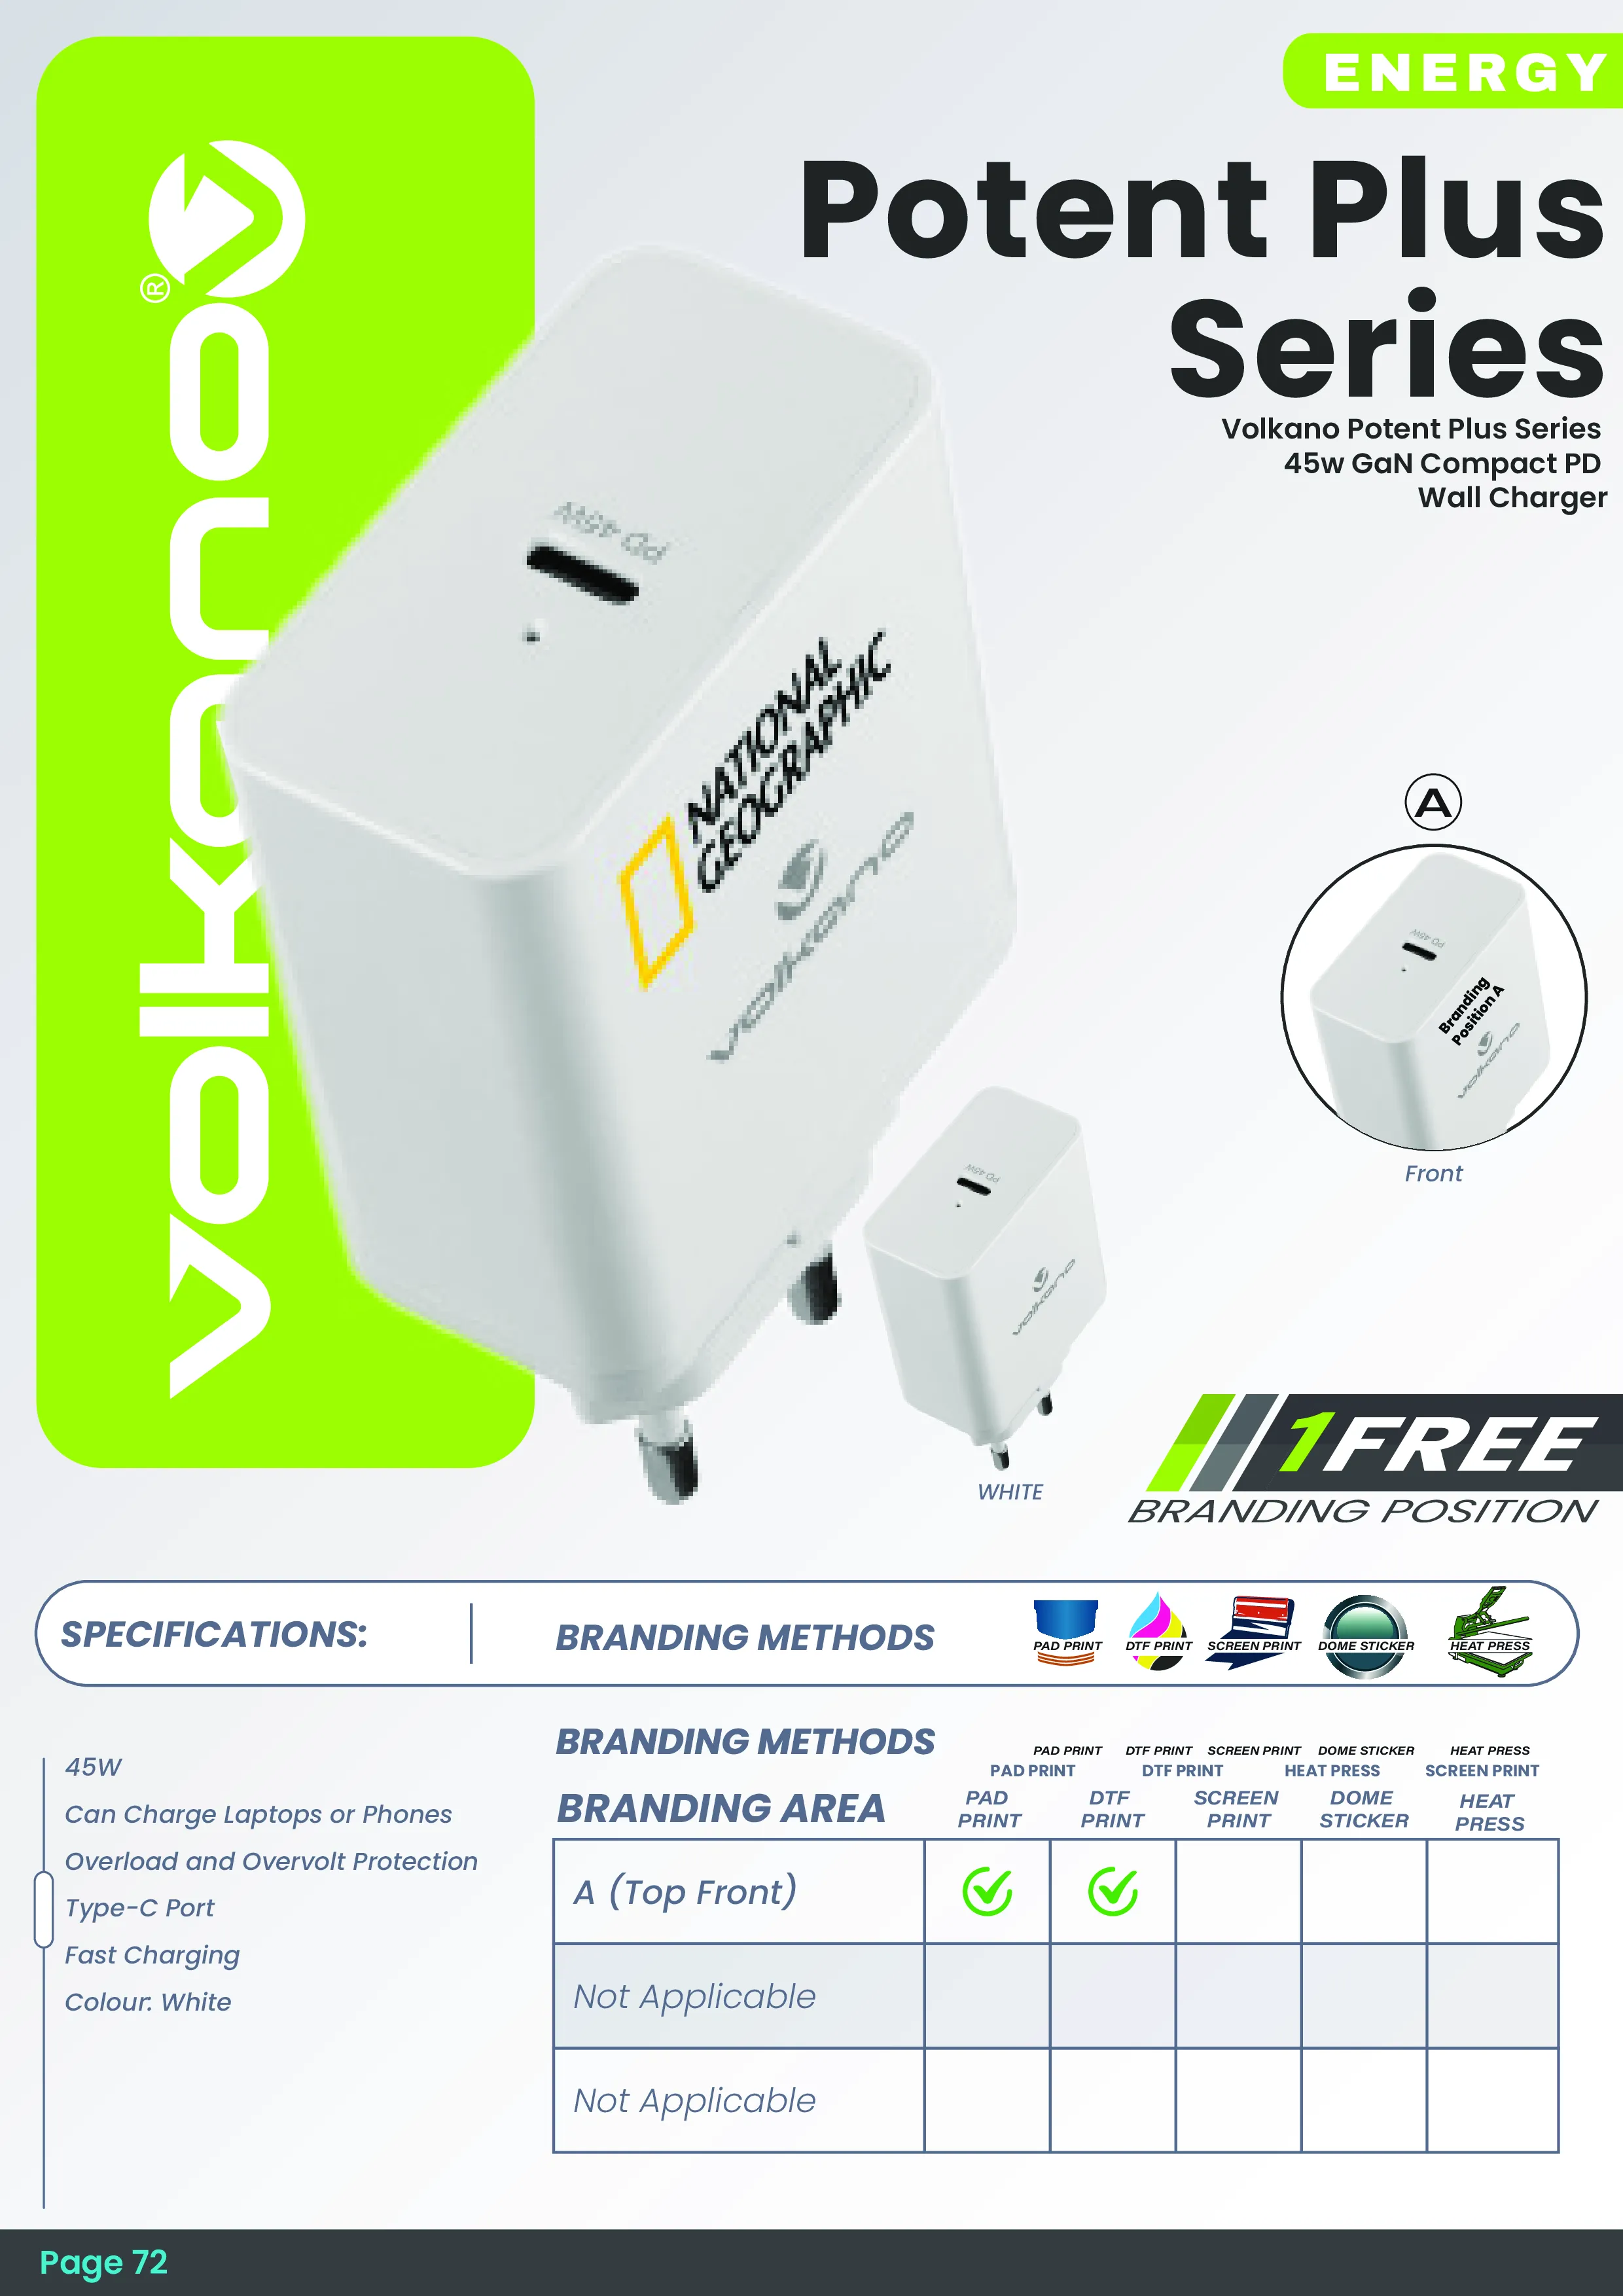 ENERGY
volkano®
Potent Plus
Series
Volkano Potent Plus Series
45w GaN Compact PD
Wall Charger
PD 45W
NATIONAL
GEOGRAPHIC
volkano
A
PD 45W
Branding
Position A
volkano
Front
PD 45W
volkano
WHITE
1 FREE
BRANDING POSITION
SPECIFICATIONS:
BRANDING METHODS
PAD PRINT DTF PRINT SCREEN PRINT DOME STICKER HEAT PRESS
45W
Can Charge Laptops or Phones
Overload and Overvolt Protection
Type-C Port
Fast Charging
Colour: White
BRANDING METHODS
PAD PRINT DTF PRINT SCREEN PRINT DOME STICKER HEAT PRESS
PAD PRINT DTF PRINT HEAT PRESS SCREEN PRINT
BRANDING AREA
PAD PRINT DTF PRINT SCREEN PRINT DOME STICKER HEAT PRESS
A (Top Front)
Not Applicable
Not Applicable
Page 72